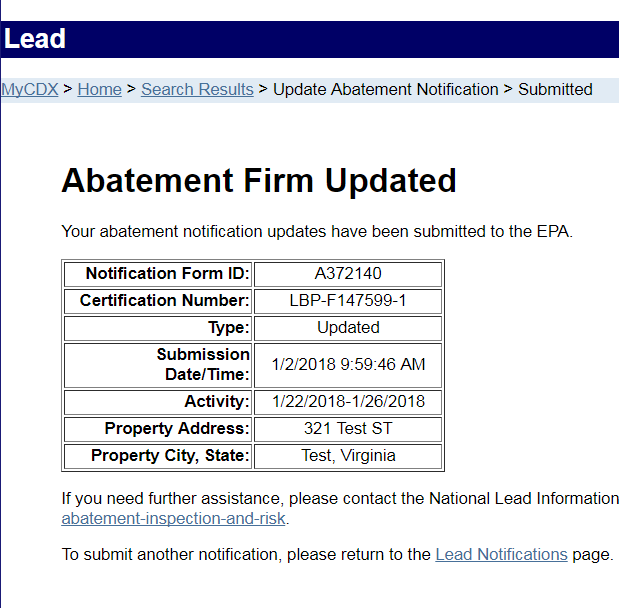 Lead
MyCDX > Home > Search Results > Update Abatement Notification > Submitted
Abatement Firm Updated
Your abatement notification updates have been submitted to the EPA.
Notification Form ID: A372140
Certification Number: LBP-F147599-1
Type: Updated
Submission
Date/Time: 1/2/2018 9:59:46 AM
Activity: 1/22/2018-1/26/2018
Property Address: 321 Test ST
Property City, State: Test, Virginia
If you need further assistance, please contact the National Lead Information
abatement-inspection-and-risk.
To submit another notification, please return to the Lead Notifications page.